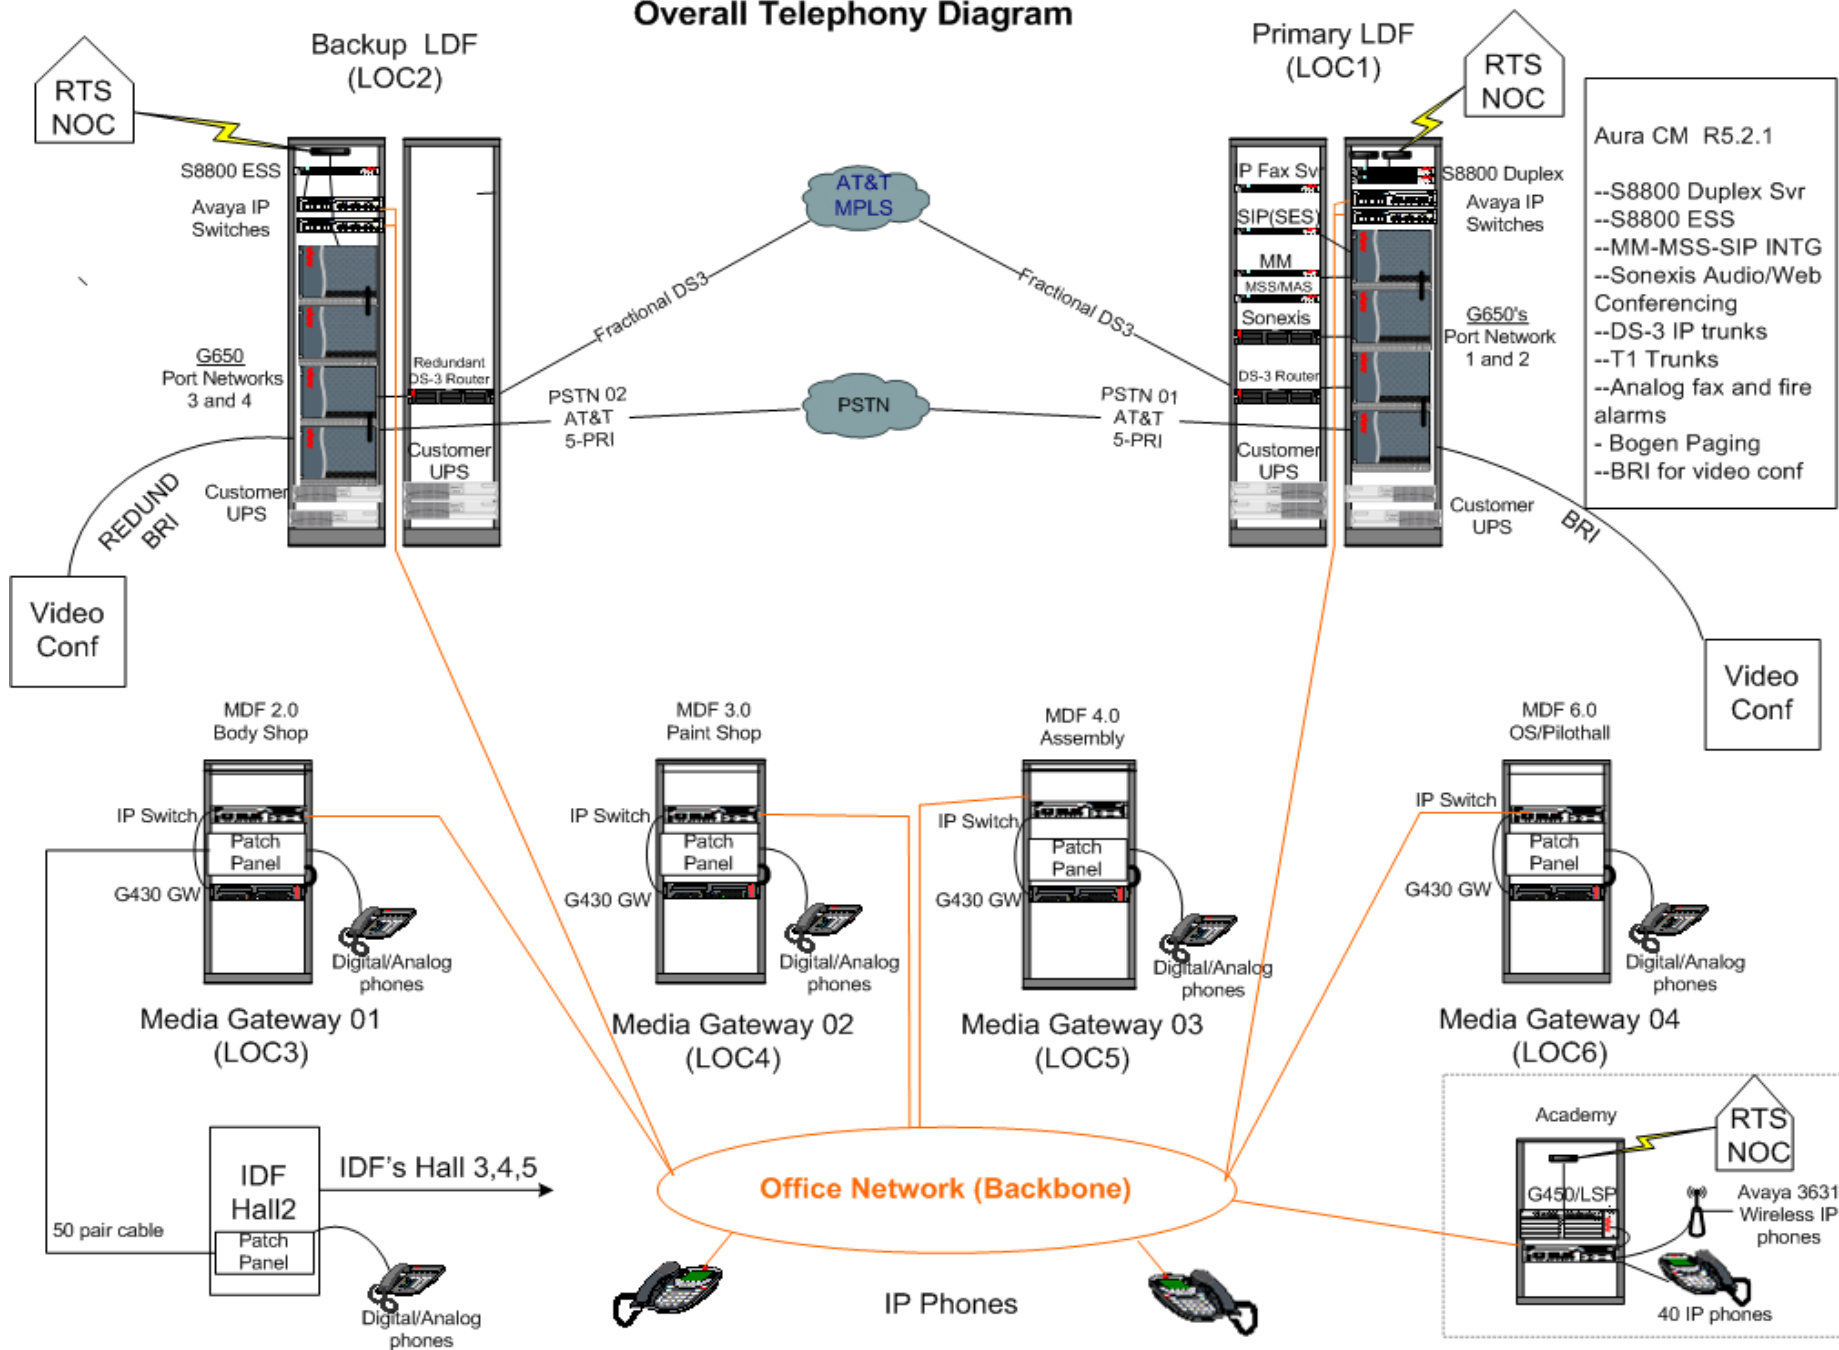 Overall Telephony Diagram
Backup LDF
(LOC2)
Primary LDF
(LOC1)
RTS
NOC
RTS
NOC
S8800 ESS
Avaya IP
Switches
G650
Port Networks
3 and 4
Customer
UPS
Redundant
DS-3 Router
Customer
UPS
REDUND
BRI
Video
Conf
AT&T
MPLS
Fractional DS3
Fractional DS3
PSTN 02
AT&T
5-PRI
PSTN
PSTN 01
AT&T
5-PRI
IP Fax Svr
SIP(SES)
MM
MSS/MAS
Sonexis
DS-3 Router
Customer
UPS
S8800 Duplex
Avaya IP
Switches
G650's
Port Network
1 and 2
Customer
UPS
BRI
Video
Conf
Aura CM R5.2.1
--S8800 Duplex Svr
--S8800 ESS
--MM-MSS-SIP INTG
--Sonexis Audio/Web
Conferencing
--DS-3 IP trunks
--T1 Trunks
--Analog fax and fire
alarms
- Bogen Paging
--BRI for video conf
MDF 2.0
Body Shop
IP Switch
Patch
Panel
G430 GW
Digital/Analog
phones
Media Gateway 01
(LOC3)
MDF 3.0
Paint Shop
IP Switch
Patch
Panel
G430 GW
Digital/Analog
phones
Media Gateway 02
(LOC4)
MDF 4.0
Assembly
IP Switch
Patch
Panel
G430 GW
Digital/Analog
phones
Media Gateway 03
(LOC5)
MDF 6.0
OS/Pilothall
IP Switch
Patch
Panel
G430 GW
Digital/Analog
phones
Media Gateway 04
(LOC6)
50 pair cable
IDF
Hall2
Patch
Panel
IDF's Hall 3,4,5
Digital/Analog
phones
Office Network (Backbone)
IP Phones
Academy
RTS
NOC
G450/LSP
Avaya 3631
Wireless IP
phones
40 IP phones